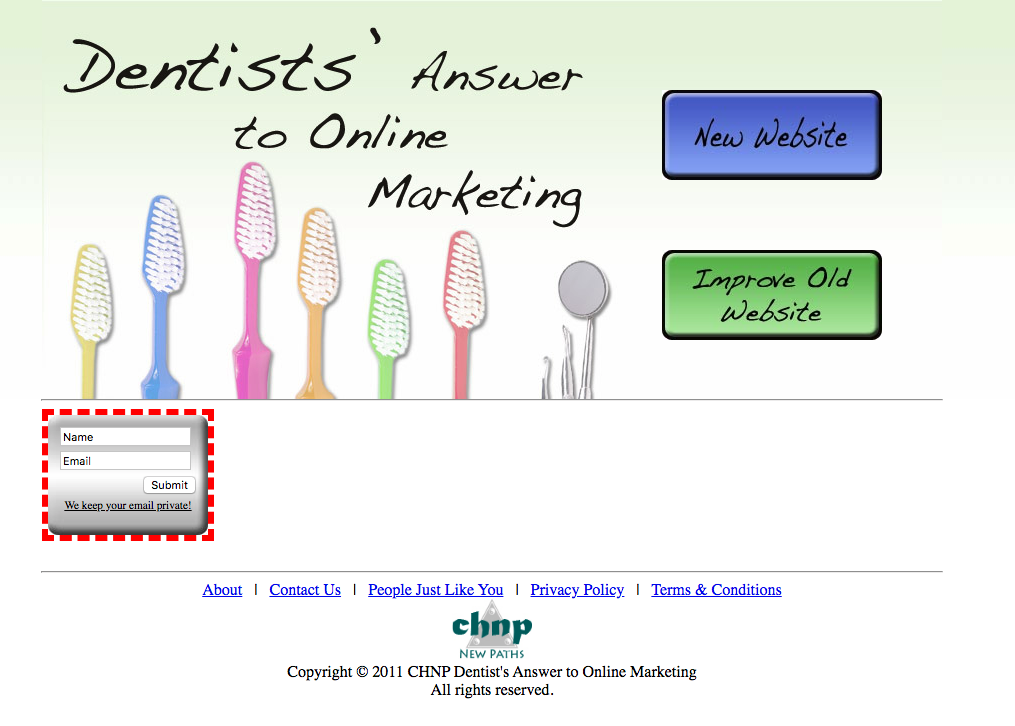 Dentists' Answer
to Online
Marketing
New Website
Improve Old
Website
Name
Email
Submit
We keep your email private!
About | Contact Us | People Just Like You | Privacy Policy | Terms & Conditions
chnp
NEW PATHS
Copyright © 2011 CHNP Dentist's Answer to Online Marketing
All rights reserved.